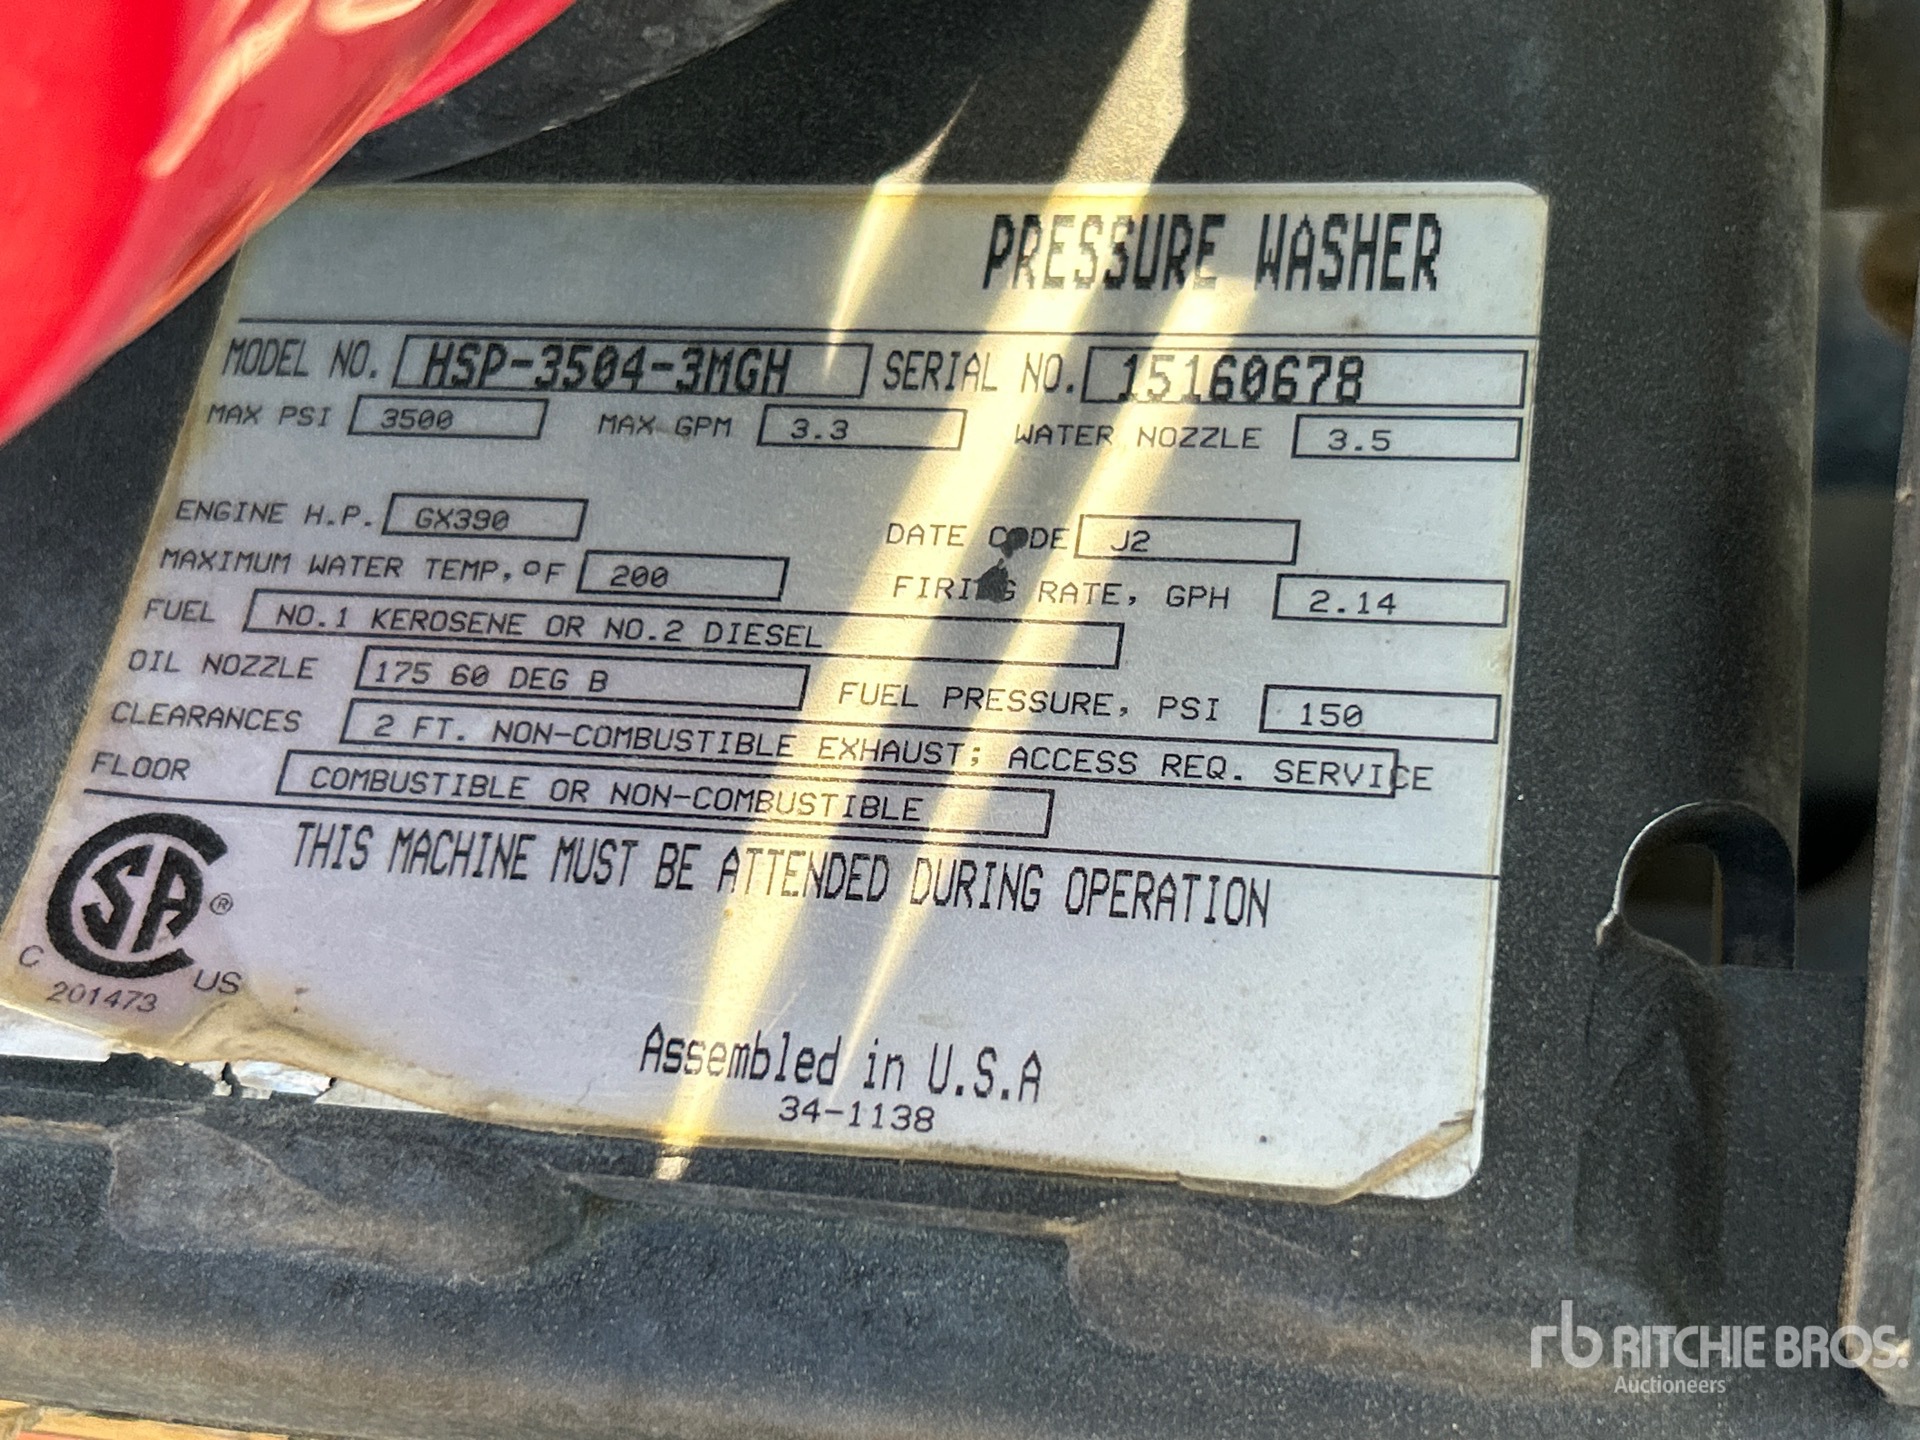 PRESSURE WASHER
MODEL NO. HSP-3504-3MGH SERIAL NO. 15160678
MAX PSI 3500 MAX GPM 3.3 WATER NOZZLE 3.5
ENGINE H.P. GX390 DATE CODE J2
MAXIMUM WATER TEMP,°F 200 FIRING RATE, GPH 2.14
FUEL NO.1 KEROSENE OR NO.2 DIESEL
OIL NOZZLE 175 60 DEG B FUEL PRESSURE, PSI 150
CLEARANCES 2 FT. NON-COMBUSTIBLE EXHAUST; ACCESS REQ. SERVICE
FLOOR COMBUSTIBLE OR NON-COMBUSTIBLE
THIS MACHINE MUST BE ATTENDED DURING OPERATION
CSA®
C US
201473
Assembled in U.S.A
34-1138
rb RITCHIE BROS.
Auctioneers